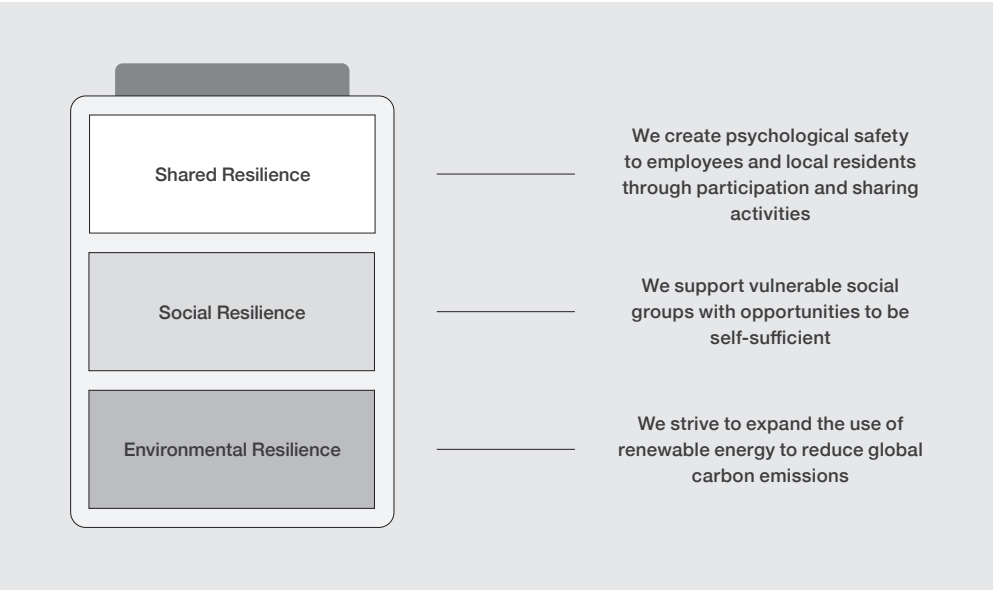 Shared Resilience
We create psychological safety
to employees and local residents
through participation and sharing
activities
Social Resilience
We support vulnerable social
groups with opportunities to be
self-sufficient
Environmental Resilience
We strive to expand the use of
renewable energy to reduce global
carbon emissions